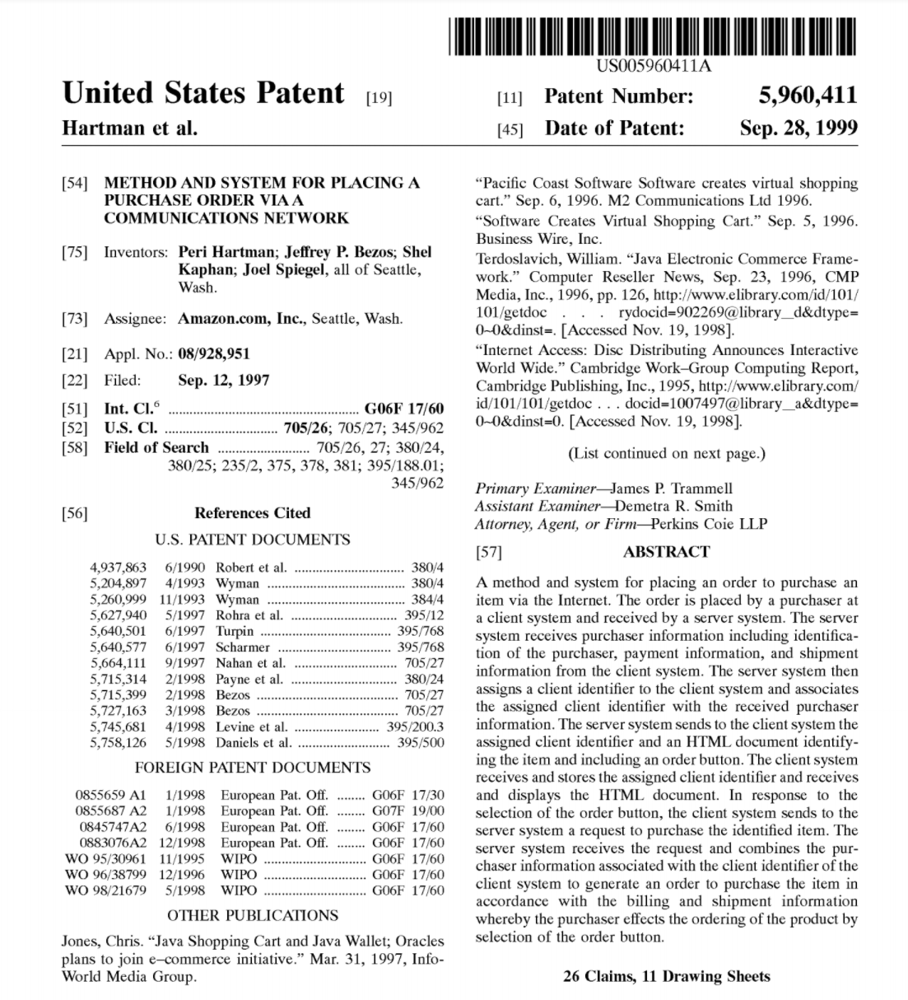 US005960411A
United States Patent [19]
Hartman et al.
[11] Patent Number: 5,960,411
[45] Date of Patent: Sep. 28, 1999
[54] METHOD AND SYSTEM FOR PLACING A
PURCHASE ORDER VIA A
COMMUNICATIONS NETWORK
[75] Inventors: Peri Hartman; Jeffrey P. Bezos; Shel
Kaphan; Joel Spiegel, all of Seattle,
Wash.
[73] Assignee: Amazon.com, Inc., Seattle, Wash.
[21] Appl. No.: 08/928,951
[22] Filed: Sep. 12, 1997
[51] Int. Cl.⁶ ............................................ G06F 17/60
[52] U.S. Cl. ................................ 705/26; 705/27; 345/962
[58] Field of Search .......................... 705/26, 27; 380/24,
380/25; 235/2, 375, 378, 381; 395/188.01;
345/962
[56] References Cited
U.S. PATENT DOCUMENTS
4,937,863 6/1990 Robert et al. ............................... 380/4
5,204,897 4/1993 Wyman ....................................... 380/4
5,260,999 11/1993 Wyman ....................................... 384/4
5,627,940 5/1997 Rohra et al. ............................... 395/12
5,640,501 6/1997 Turpin ..................................... 395/768
5,640,577 6/1997 Scharmer ................................ 395/768
5,664,111 9/1997 Nahan et al. ............................. 705/27
5,715,314 2/1998 Payne et al. .............................. 380/24
5,715,399 2/1998 Bezos ........................................ 705/27
5,727,163 3/1998 Bezos ........................................ 705/27
5,745,681 4/1998 Levine et al. ........................ 395/200.3
5,758,126 5/1998 Daniels et al. .......................... 395/500
FOREIGN PATENT DOCUMENTS
0855659 A1 1/1998 European Pat. Off. ........ G06F 17/30
0855687 A2 1/1998 European Pat. Off. ........ G07F 19/00
0845747A2 6/1998 European Pat. Off. ........ G06F 17/60
0883076A2 12/1998 European Pat. Off. ........ G06F 17/60
WO 95/30961 11/1995 WIPO ............................. G06F 17/60
WO 96/38799 12/1996 WIPO ............................. G06F 17/60
WO 98/21679 5/1998 WIPO ............................. G06F 17/60
OTHER PUBLICATIONS
Jones, Chris. “Java Shopping Cart and Java Wallet; Oracles
plans to join e–commerce initiative.” Mar. 31, 1997, Info-
World Media Group.
“Pacific Coast Software Software creates virtual shopping
cart.” Sep. 6, 1996. M2 Communications Ltd 1996.
“Software Creates Virtual Shopping Cart.” Sep. 5, 1996.
Business Wire, Inc.
Terdoslavich, William. “Java Electronic Commerce Frame-
work.” Computer Reseller News, Sep. 23, 1996, CMP
Media, Inc., 1996, pp. 126, http://www.elibrary.com/id/101/
101/getdoc . . . rydocid=902269@library_d&dtype=
0~0&dinst=. [Accessed Nov. 19, 1998].
“Internet Access: Disc Distributing Announces Interactive
World Wide.” Cambridge Work–Group Computing Report,
Cambridge Publishing, Inc., 1995, http://www.elibrary.com/
id/101/101/getdoc . . . docid=1007497@library_a&dtype=
0~0&dinst=0. [Accessed Nov. 19, 1998].
(List continued on next page.)
Primary Examiner—James P. Trammell
Assistant Examiner—Demetra R. Smith
Attorney, Agent, or Firm—Perkins Coie LLP
[57] ABSTRACT
A method and system for placing an order to purchase an
item via the Internet. The order is placed by a purchaser at
a client system and received by a server system. The server
system receives purchaser information including identifica-
tion of the purchaser, payment information, and shipment
information from the client system. The server system then
assigns a client identifier to the client system and associates
the assigned client identifier with the received purchaser
information. The server system sends to the client system the
assigned client identifier and an HTML document identify-
ing the item and including an order button. The client system
receives and stores the assigned client identifier and receives
and displays the HTML document. In response to the
selection of the order button, the client system sends to the
server system a request to purchase the identified item. The
server system receives the request and combines the pur-
chaser information associated with the client identifier of the
client system to generate an order to purchase the item in
accordance with the billing and shipment information
whereby the purchaser effects the ordering of the product by
selection of the order button.
26 Claims, 11 Drawing Sheets